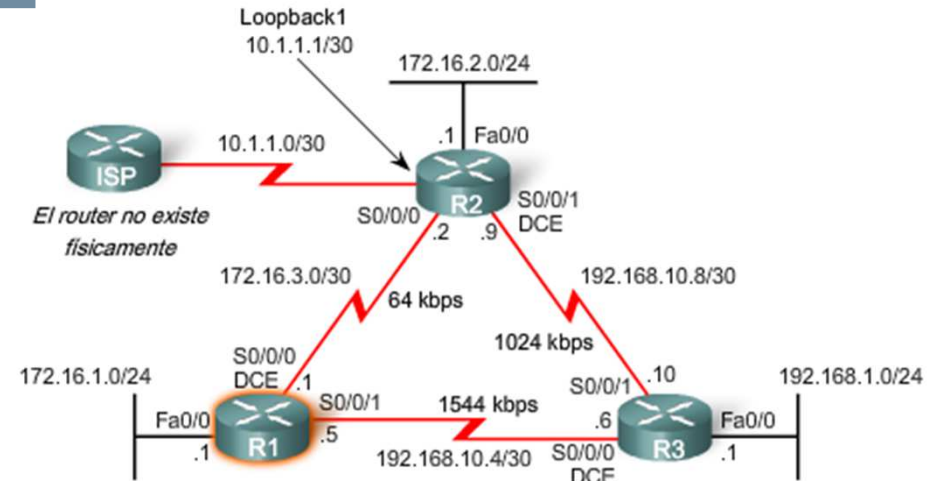 Loopback1
10.1.1.1/30
172.16.2.0/24
10.1.1.0/30
.1
Fa0/0
ISP
El router no existe
físicamente
S0/0/0
R2
S0/0/1
DCE
.2
.9
172.16.3.0/30
192.168.10.8/30
64 kbps
1024 kbps
172.16.1.0/24
S0/0/0
DCE
.1
S0/0/1
.10
192.168.1.0/24
Fa0/0
S0/0/1
1544 kbps
.6
Fa0/0
.1
R1
.5
192.168.10.4/30
S0/0/0
DCE
R3
.1